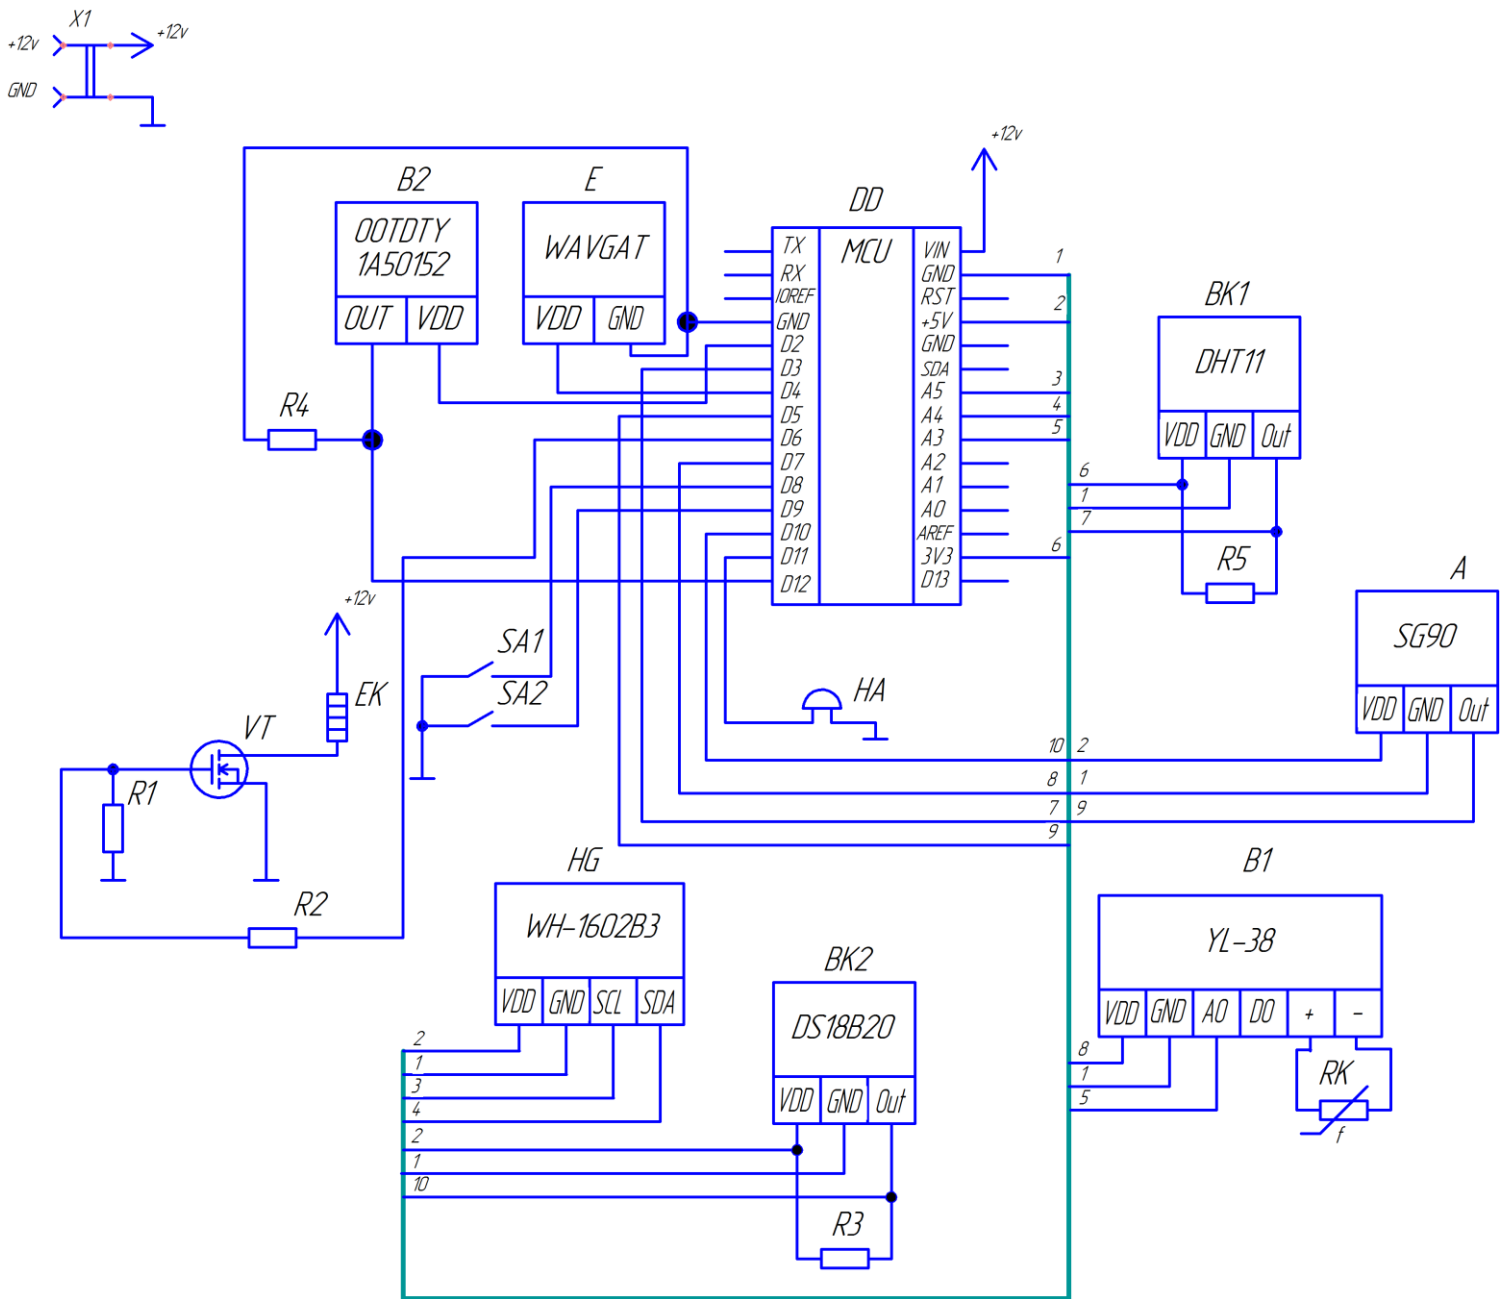 X1
+12v
+12v
GND
+12v
B2
E
DD
OOTDTY
1A50152
OUT
VDD
WAVGAT
VDD
GND
MCU
TX
RX
IOREF
GND
D2
D3
D4
D5
D6
D7
D8
D9
D10
D11
D12
VIN
GND
RST
+5V
GND
SDA
A5
A4
A3
A2
A1
A0
AREF
3V3
D13
1
2
3
4
5
6
BK1
DHT11
VDD
GND
Out
6
1
7
R5
R4
A
SG90
VDD
GND
Out
+12v
EK
VT
R1
R2
SA1
SA2
HA
10
2
8
1
7
9
9
HG
WH-1602B3
VDD
GND
SCL
SDA
2
1
3
4
2
1
10
BK2
DS18B20
VDD
GND
Out
R3
B1
YL-38
VDD
GND
A0
D0
+
-
8
1
5
RK
f